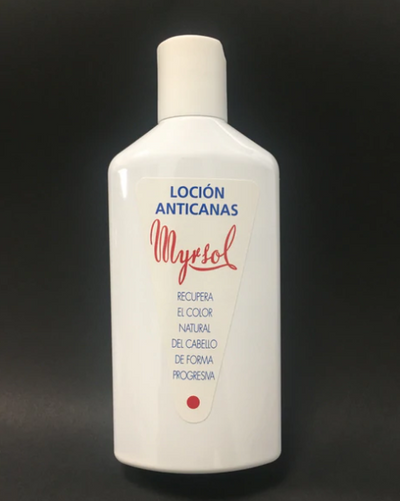 LOCIÓN
ANTICANAS
Myrsol
RECUPERA
EL COLOR
NATURAL
DEL CABELLO
DE FORMA
PROGRESIVA